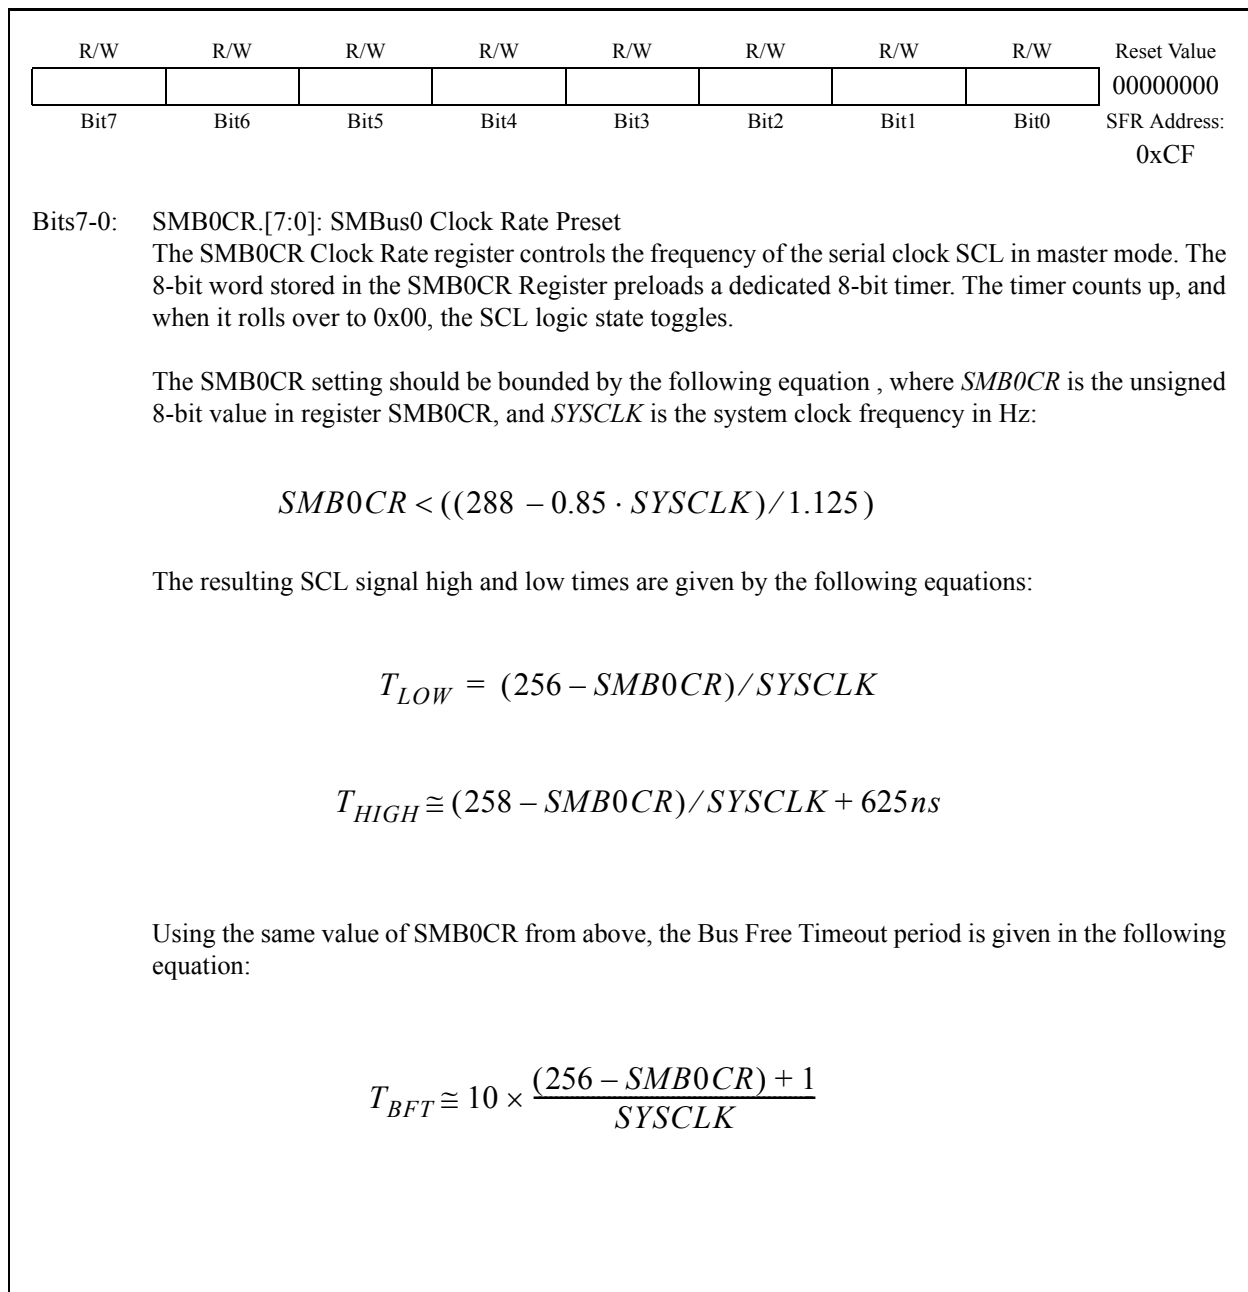 R/W R/W R/W R/W R/W R/W R/W R/W Reset Value
00000000
Bit7 Bit6 Bit5 Bit4 Bit3 Bit2 Bit1 Bit0 SFR Address:
0xCF
Bits7-0: SMB0CR.[7:0]: SMBus0 Clock Rate Preset
The SMB0CR Clock Rate register controls the frequency of the serial clock SCL in master mode. The
8-bit word stored in the SMB0CR Register preloads a dedicated 8-bit timer. The timer counts up, and
when it rolls over to 0x00, the SCL logic state toggles.
The SMB0CR setting should be bounded by the following equation , where SMB0CR is the unsigned
8-bit value in register SMB0CR, and SYSCLK is the system clock frequency in Hz:
SMB0CR < ((288 – 0.85 · SYSCLK) ⁄ 1.125)
The resulting SCL signal high and low times are given by the following equations:
T_LOW = (256 – SMB0CR) ⁄ SYSCLK
T_HIGH ≅ (258 – SMB0CR) ⁄ SYSCLK + 625ns
Using the same value of SMB0CR from above, the Bus Free Timeout period is given in the following
equation:
T_BFT ≅ 10 × (256 – SMB0CR) + 1
SYSCLK